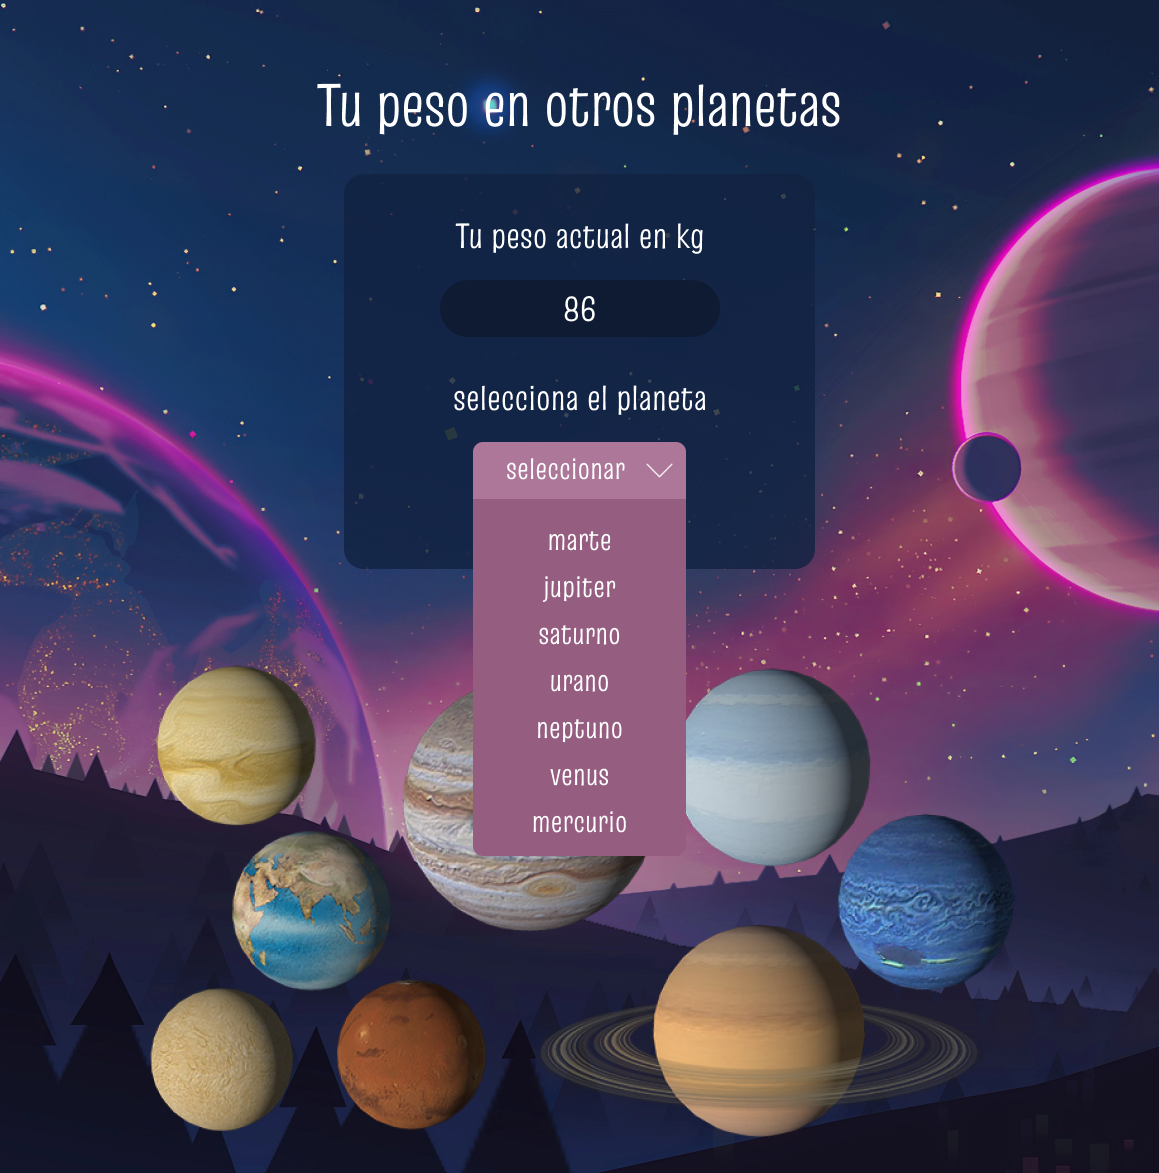 Tu peso en otros planetas
Tu peso actual en kg
86
selecciona el planeta
seleccionar
marte
jupiter
saturno
urano
neptuno
venus
mercurio